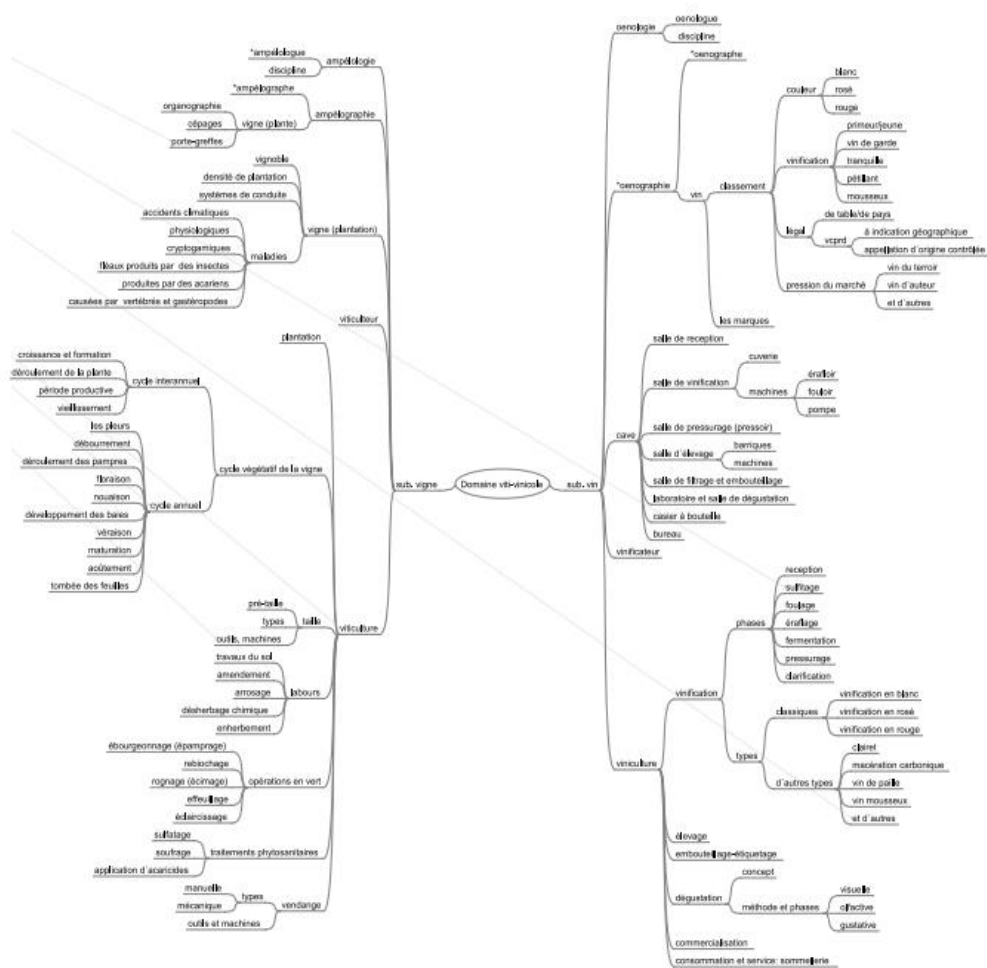 Domaine viti-vinicole
sub. vigne
ampélologie
*ampélologue
discipline
ampélographie
*ampélographe
vigne (plante)
organographie
cépages
porte-greffes
vigne (plantation)
vignoble
densité de plantation
systèmes de conduite
maladies
accidents climatiques
physiologiques
cryptogamiques
fléaux produits par des insectes
produites par des acariens
causées par vertébrés et gastéropodes
viticulteur
viticulture
plantation
cycle végétatif de la vigne
cycle interannuel
croissance et formation
déroulement de la plante
période productive
vieillissement
cycle annuel
les pleurs
débourrement
déroulement des pampres
floraison
nouaison
développement des baies
véraison
maturation
aoûtement
tombée des feuilles
taille
pré-taille
types
outils, machines
labours
travaux du sol
amendement
arrosage
désherbage chimique
enherbement
opérations en vert
ébourgeonnage (épamprage)
rebiochage
rognage (écimage)
effeuillage
éclaircissage
traitements phytosanitaires
sulfatage
soufrage
application d´acaricides
vendange
types
manuelle
mécanique
outils et machines
sub. vin
oenologie
oenologue
discipline
*oenographie
*oenographe
vin
classement
couleur
blanc
rosé
rouge
vinification
primeur/jeune
vin de garde
tranquille
pétillant
mousseux
légal
de table/de pays
vcprd
à indication géographique
appellation d´origine contrôlée
pression du marché
vin du terroir
vin d´auteur
et d´autres
les marques
cave
salle de reception
salle de vinification
cuverie
machines
érafloir
fouloir
pompe
salle de pressurage (pressoir)
salle d´élevage
barriques
machines
salle de filtrage et embouteillage
laboratoire et salle de dégustation
casier à bouteille
bureau
vinificateur
viniculture
vinification
phases
reception
sulfitage
foulage
éraflage
fermentation
pressurage
clarification
types
classiques
vinification en blanc
vinification en rosé
vinification en rouge
d´autres types
clairet
macération carbonique
vin de paille
vin mousseux
et d´autres
élevage
embouteillage-étiquetage
dégustation
concept
méthode et phases
visuelle
olfactive
gustative
commercialisation
consommation et service: sommellerie